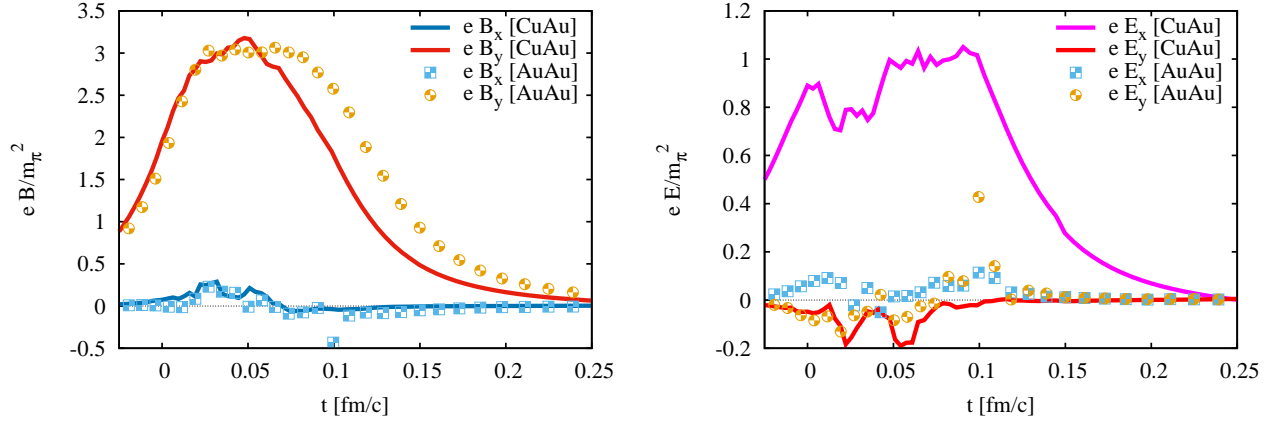 3.5
3
2.5
2
1.5
1
0.5
0
-0.5
0
0.05
0.1
0.15
0.2
0.25
e B/m_π^2
t [fm/c]
e B_x [CuAu]
e B_y [CuAu]
e B_x [AuAu]
e B_y [AuAu]
1.2
1
0.8
0.6
0.4
0.2
0
-0.2
0
0.05
0.1
0.15
0.2
0.25
e E/m_π^2
t [fm/c]
e E_x [CuAu]
e E_y [CuAu]
e E_x [AuAu]
e E_y [AuAu]